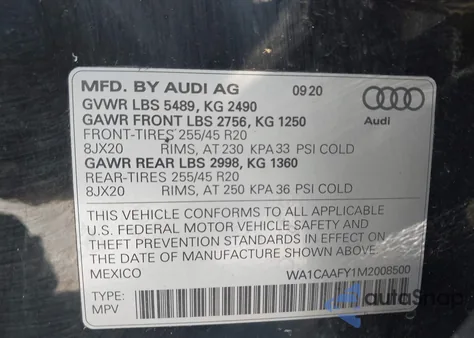 MFD. BY AUDI AG 09 20
GVWR LBS 5489, KG 2490
GAWR FRONT LBS 2756, KG 1250
FRONT-TIRES 255/45 R20
8JX20 RIMS, AT 230 KPA 33 PSI COLD
GAWR REAR LBS 2998, KG 1360
REAR-TIRES 255/45 R20
8JX20 RIMS, AT 250 KPA 36 PSI COLD
Audi
THIS VEHICLE CONFORMS TO ALL APPLICABLE
U.S. FEDERAL MOTOR VEHICLE SAFETY AND
THEFT PREVENTION STANDARDS IN EFFECT
ON THE DATE OF MANUFACTURE SHOWN ABOVE
MEXICO WA1CAAFY1M2008500
TYPE:
MPV
autoSnap